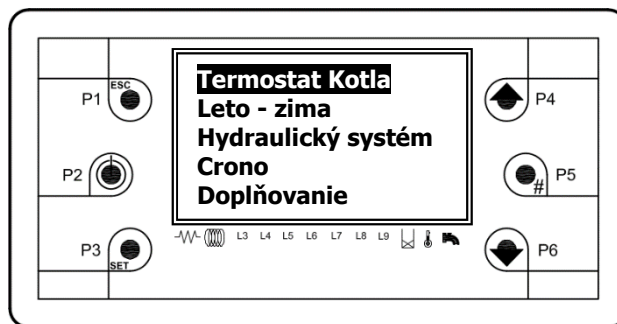 Termostat Kotla
Leto - zima
Hydraulický systém
Crono
Doplňovanie
P1 ESC
P2
P3 SET
P4
P5 #
P6
L3 L4 L5 L6 L7 L8 L9